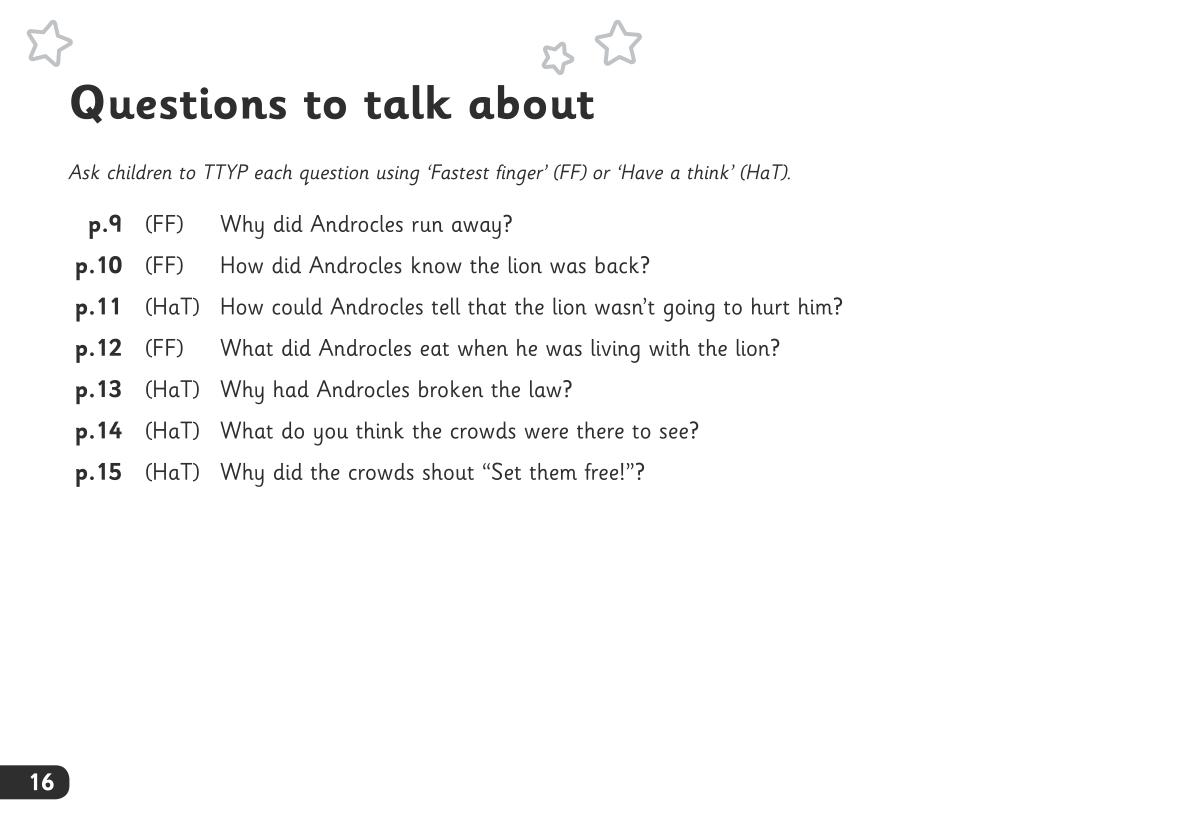 Questions to talk about
Ask children to TTYP each question using ‘Fastest finger’ (FF) or ‘Have a think’ (HaT).
p.9 (FF) Why did Androcles run away?
p.10 (FF) How did Androcles know the lion was back?
p.11 (HaT) How could Androcles tell that the lion wasn’t going to hurt him?
p.12 (FF) What did Androcles eat when he was living with the lion?
p.13 (HaT) Why had Androcles broken the law?
p.14 (HaT) What do you think the crowds were there to see?
p.15 (HaT) Why did the crowds shout “Set them free!”?
16